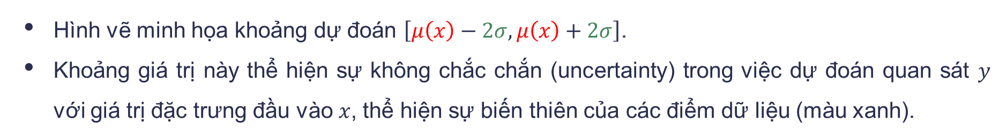 • Hình vẽ minh họa khoảng dự đoán [μ(x) − 2σ, μ(x) + 2σ].
• Khoảng giá trị này thể hiện sự không chắc chắn (uncertainty) trong việc dự đoán quan sát y
với giá trị đặc trưng đầu vào x, thể hiện sự biến thiên của các điểm dữ liệu (màu xanh).